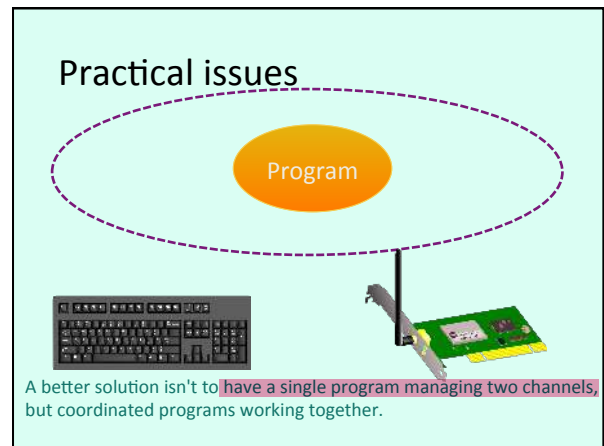 Practical issues
Program
A better solution isn't to have a single program managing two channels,
but coordinated programs working together.